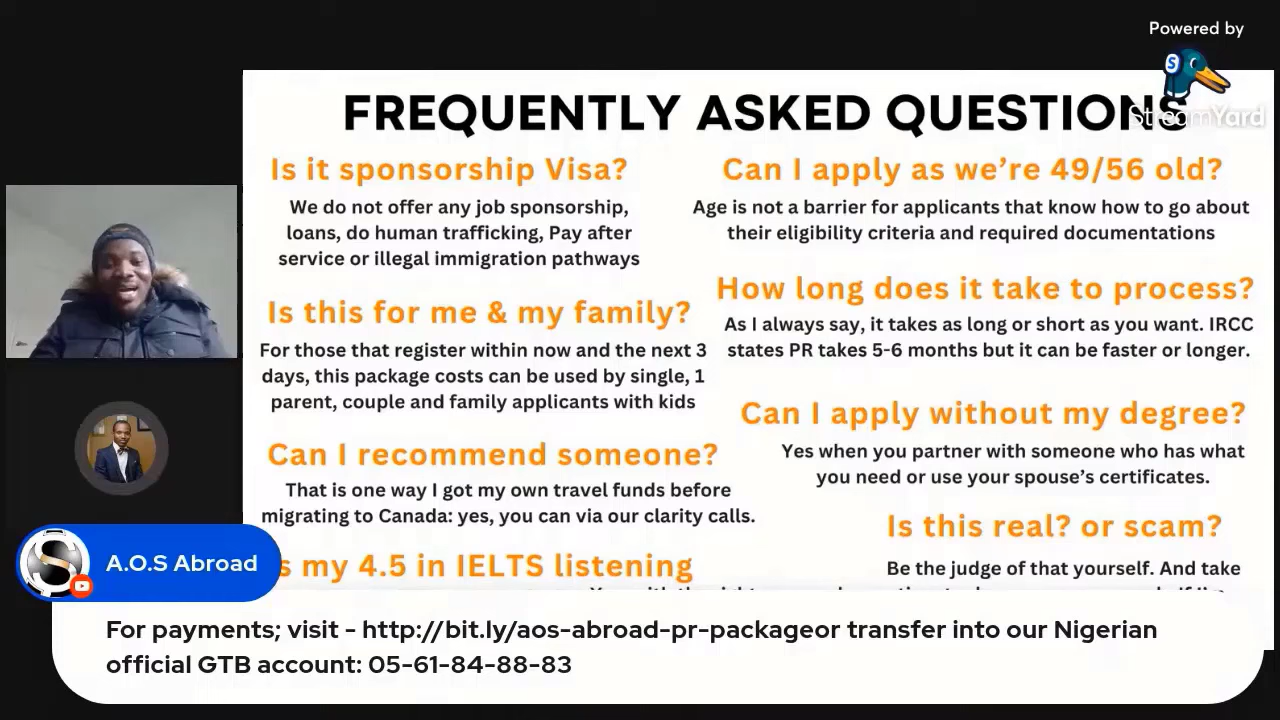 Powered by
StreamYard
FREQUENTLY ASKED QUESTIONS
Is it sponsorship Visa?
We do not offer any job sponsorship,
loans, do human trafficking, Pay after
service or illegal immigration pathways
Is this for me & my family?
For those that register within now and the next 3
days, this package costs can be used by single, 1
parent, couple and family applicants with kids
Can I recommend someone?
That is one way I got my own travel funds before
migrating to Canada: yes, you can via our clarity calls.
s my 4.5 in IELTS listening
Can I apply as we’re 49/56 old?
Age is not a barrier for applicants that know how to go about
their eligibility criteria and required documentations
How long does it take to process?
As I always say, it takes as long or short as you want. IRCC
states PR takes 5-6 months but it can be faster or longer.
Can I apply without my degree?
Yes when you partner with someone who has what
you need or use your spouse’s certificates.
Is this real? or scam?
Be the judge of that yourself. And take
A.O.S Abroad
For payments; visit - http://bit.ly/aos-abroad-pr-packageor transfer into our Nigerian
official GTB account: 05-61-84-88-83